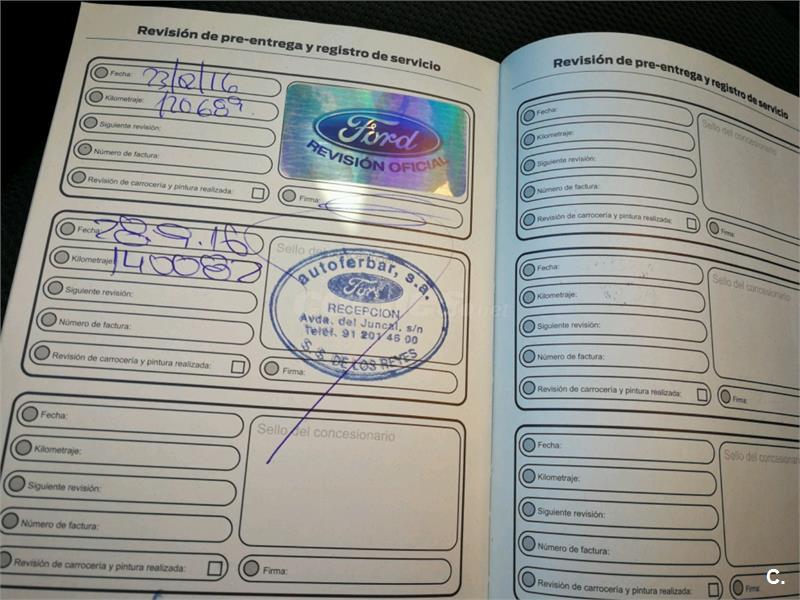 Revisión de pre-entrega y registro de servicio
Fecha: 23/2/16
Kilometraje: 120689
Siguiente revisión:
Número de factura:
Revisión de carrocería y pintura realizada:
Ford
REVISIÓN OFICIAL
Firma:
Fecha: 28.9.16
Kilometraje: 140082
Siguiente revisión:
Número de factura:
Revisión de carrocería y pintura realizada:
Sello del
autoferbar, s.a.
Ford
RECEPCION
Avda. del Juncal, s/n
Teléf. 91 201 46 00
S. S. DE LOS REYES
Firma:
Fecha:
Kilometraje:
Siguiente revisión:
Número de factura:
Revisión de carrocería y pintura realizada:
Sello del concesionario
Firma:
Revisión de pre-entrega y registro de servicio
Fecha:
Kilometraje:
Siguiente revisión:
Número de factura:
Revisión de carrocería y pintura realizada:
Sello del concesionario
Firma:
Fecha:
Kilometraje:
Siguiente revisión:
Número de factura:
Revisión de carrocería y pintura realizada:
Sello del concesionario
Firma:
Fecha:
Kilometraje:
Siguiente revisión:
Número de factura:
Revisión de carrocería y pintura realizada:
Sello del concesionario
Firma:
C.